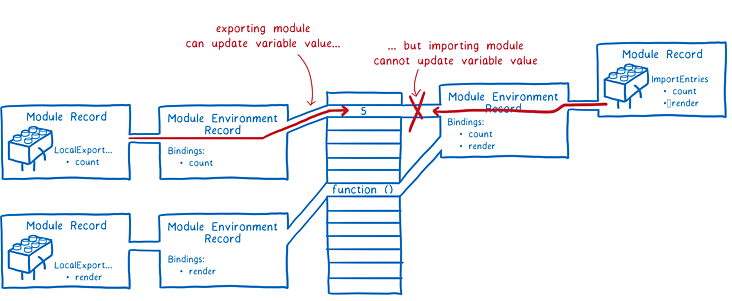 exporting module
can update variable value...
... but importing module
cannot update variable value
Module Record
ImportEntries
• count
• render
Module Record
LocalExport...
• count
Module Environment
Record
Bindings:
• count
5
Module Environment
Record
Bindings:
• count
• render
function ()
Module Record
LocalExport...
• render
Module Environment
Record
Bindings:
• render